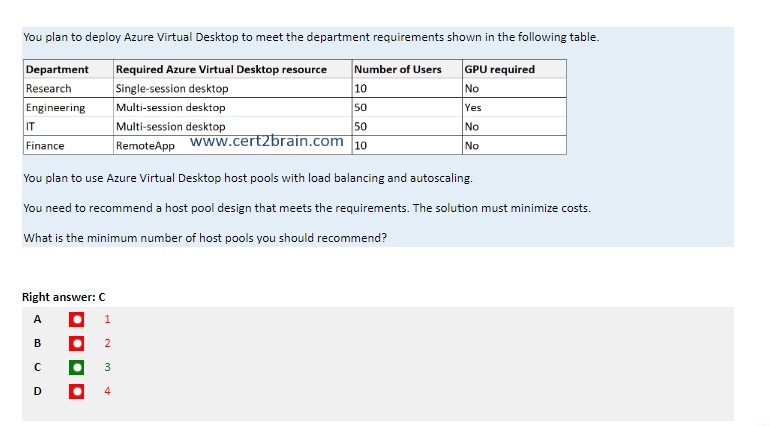 You plan to deploy Azure Virtual Desktop to meet the department requirements shown in the following table.
Department Required Azure Virtual Desktop resource Number of Users GPU required
Research Single-session desktop 10 No
Engineering Multi-session desktop 50 Yes
IT Multi-session desktop 50 No
Finance RemoteApp www.cert2brain.com 10 No
You plan to use Azure Virtual Desktop host pools with load balancing and autoscaling.
You need to recommend a host pool design that meets the requirements. The solution must minimize costs.
What is the minimum number of host pools you should recommend?
Right answer: C
A 1
B 2
C 3
D 4